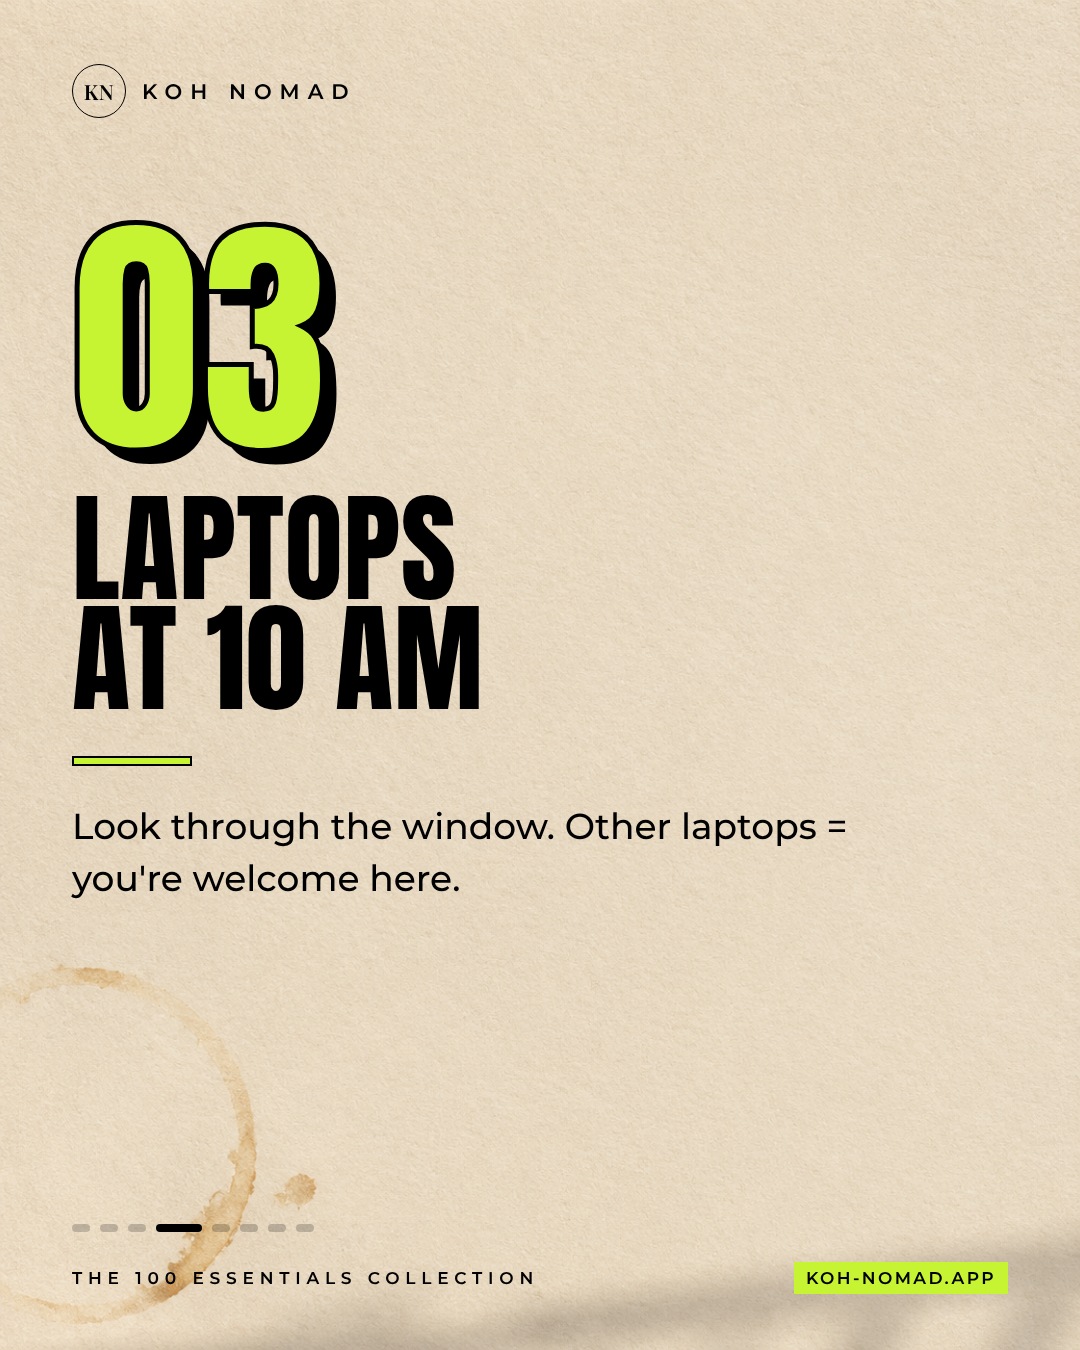 KN KOH NOMAD
03
LAPTOPS
AT 10 AM
Look through the window. Other laptops =
you're welcome here.
THE 100 ESSENTIALS COLLECTION
KOH-NOMAD.APP